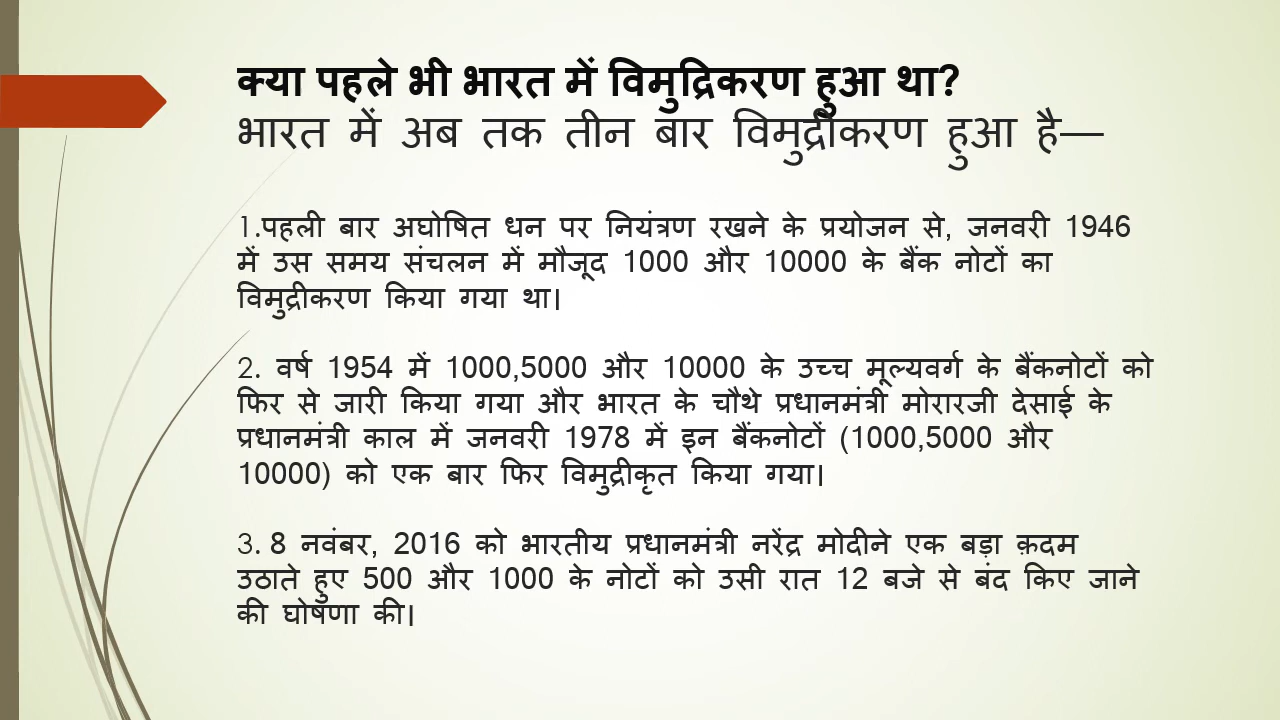 क्या पहले भी भारत में विमुद्रिकरण हुआ था?
भारत में अब तक तीन बार विमुद्रीकरण हुआ है—
1.पहली बार अघोषित धन पर नियंत्रण रखने के प्रयोजन से, जनवरी 1946
में उस समय संचलन में मौजूद 1000 और 10000 के बैंक नोटों का
विमुद्रीकरण किया गया था।
2. वर्ष 1954 में 1000,5000 और 10000 के उच्च मूल्यवर्ग के बैंकनोटों को
फिर से जारी किया गया और भारत के चौथे प्रधानमंत्री मोरारजी देसाई के
प्रधानमंत्री काल में जनवरी 1978 में इन बैंकनोटों (1000,5000 और
10000) को एक बार फिर विमुद्रीकृत किया गया।
3. 8 नवंबर, 2016 को भारतीय प्रधानमंत्री नरेंद्र मोदीने एक बड़ा क़दम
उठाते हुए 500 और 1000 के नोटों को उसी रात 12 बजे से बंद किए जाने
की घोषणा की।